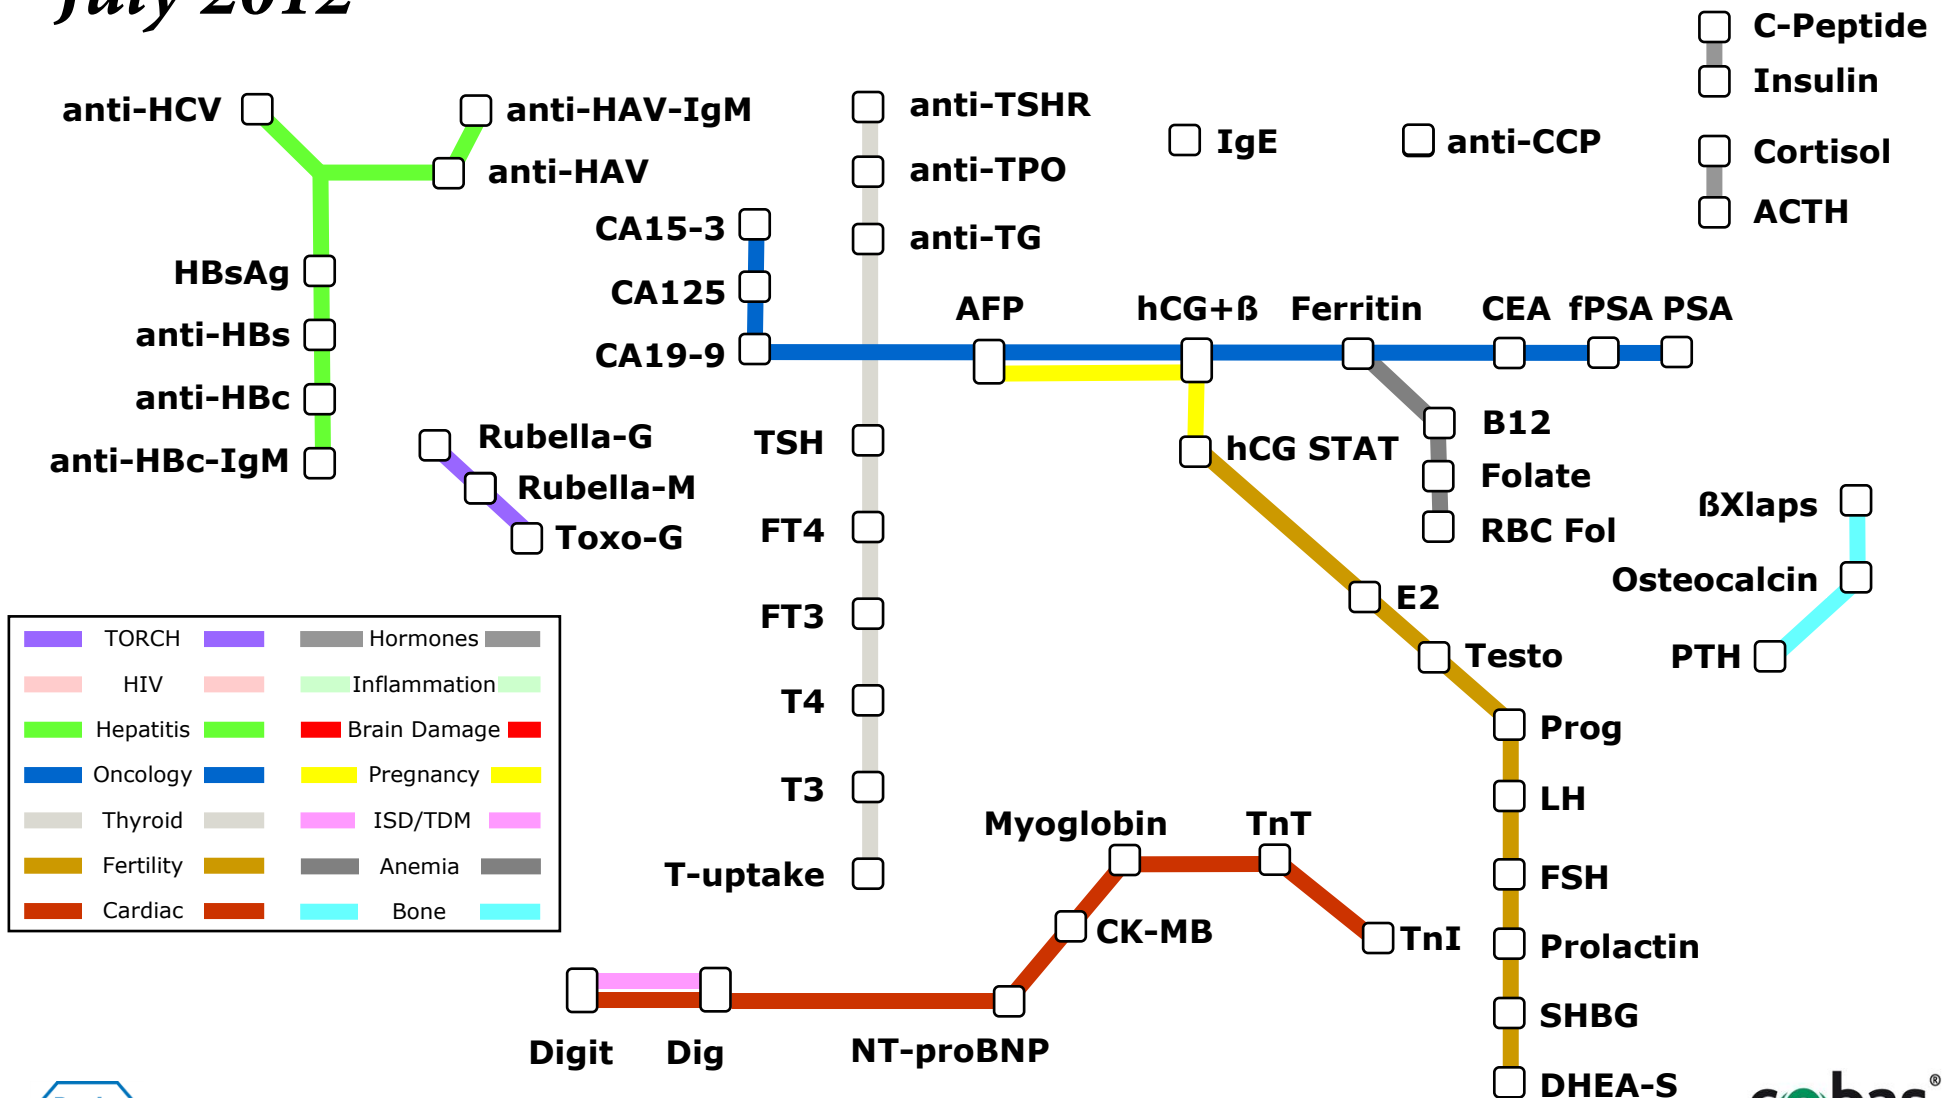 July 2012
C-Peptide
Insulin
anti-HCV
anti-HAV-IgM
anti-TSHR
IgE
anti-CCP
Cortisol
anti-HAV
anti-TPO
ACTH
CA15-3
anti-TG
HBsAg
CA125
AFP
hCG+ß
Ferritin
CEA
fPSA
PSA
anti-HBs
CA19-9
anti-HBc
anti-HBc-IgM
Rubella-G
Rubella-M
Toxo-G
TSH
hCG STAT
B12
Folate
RBC Fol
ßXlaps
Osteocalcin
PTH
FT4
FT3
T4
T3
T-uptake
E2
Testo
Prog
LH
FSH
Prolactin
SHBG
DHEA-S
TORCH
Hormones
HIV
Inflammation
Hepatitis
Brain Damage
Oncology
Pregnancy
Thyroid
ISD/TDM
Fertility
Anemia
Cardiac
Bone
Myoglobin
TnT
CK-MB
TnI
Digit
Dig
NT-proBNP
cobas®